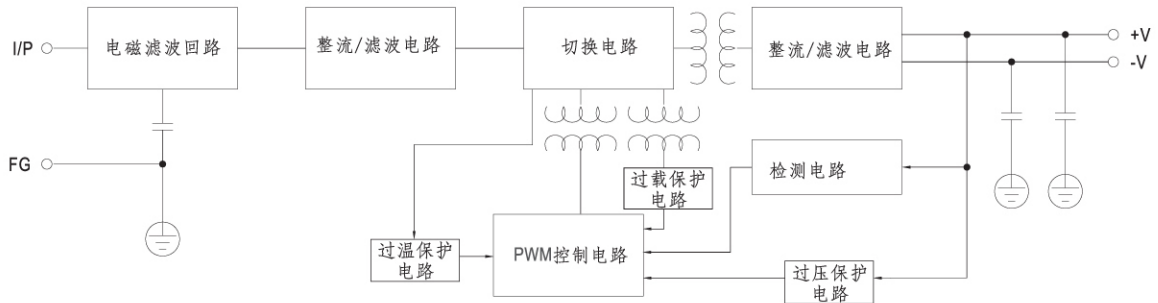 I/P
电磁滤波回路
整流/滤波电路
切换电路
整流/滤波电路
+V
-V
FG
过载保护
电路
检测电路
过温保护
电路
PWM控制电路
过压保护
电路